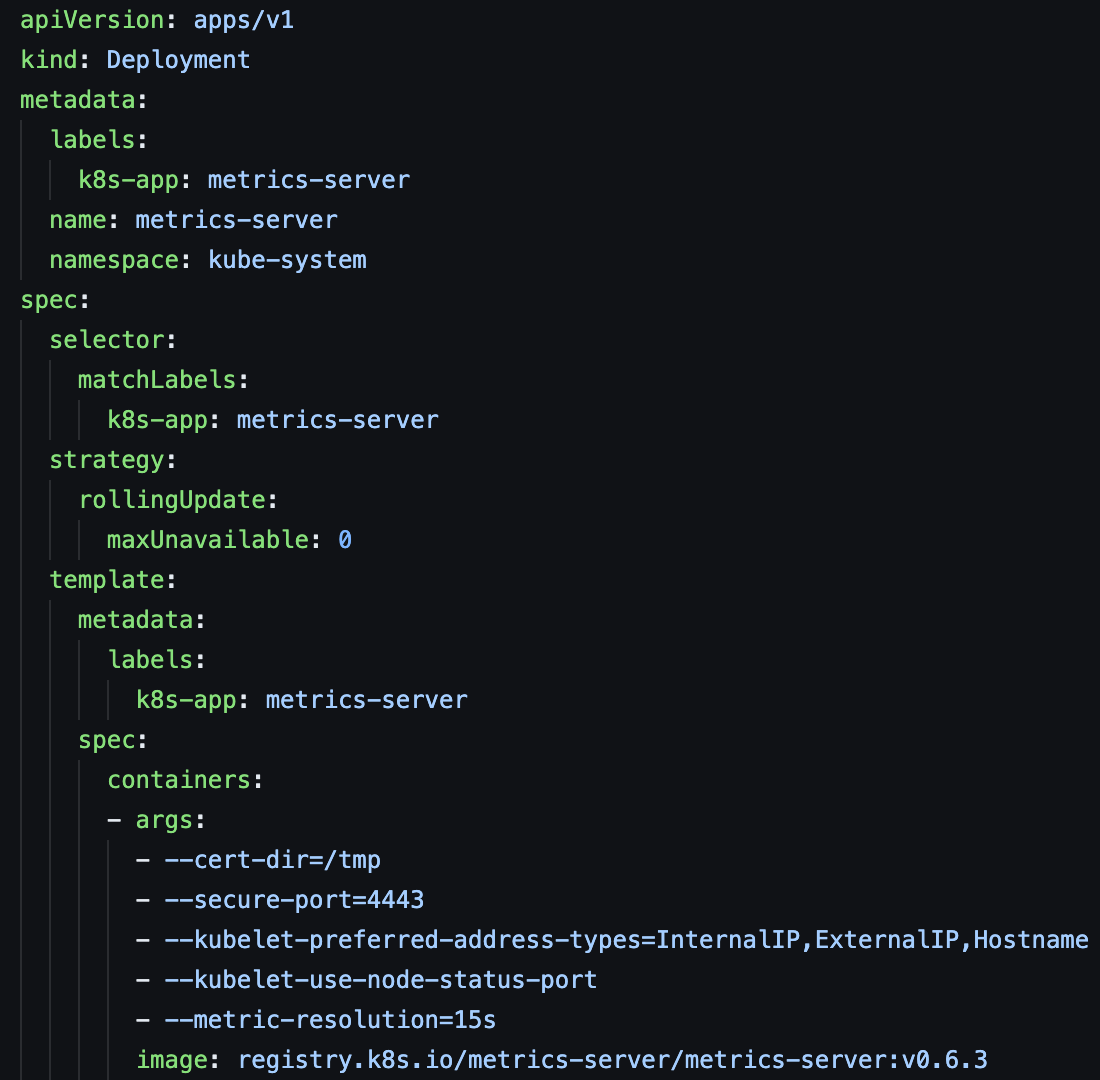 apiVersion: apps/v1
kind: Deployment
metadata:
  labels:
    k8s-app: metrics-server
  name: metrics-server
  namespace: kube-system
spec:
  selector:
    matchLabels:
      k8s-app: metrics-server
  strategy:
    rollingUpdate:
      maxUnavailable: 0
  template:
    metadata:
      labels:
        k8s-app: metrics-server
    spec:
      containers:
      - args:
        - --cert-dir=/tmp
        - --secure-port=4443
        - --kubelet-preferred-address-types=InternalIP,ExternalIP,Hostname
        - --kubelet-use-node-status-port
        - --metric-resolution=15s
        image: registry.k8s.io/metrics-server/metrics-server:v0.6.3